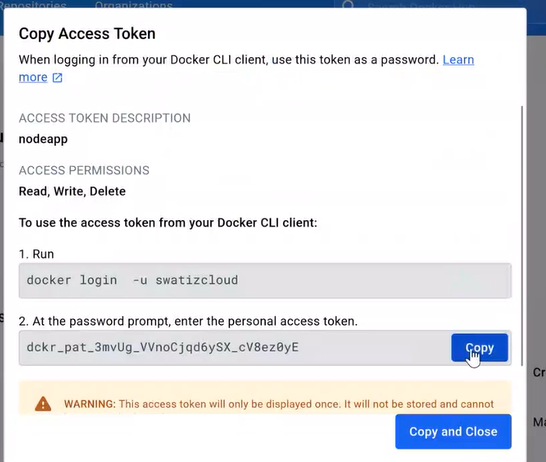 Repositories Organizations
Copy Access Token
When logging in from your Docker CLI client, use this token as a password. Learn
more
ACCESS TOKEN DESCRIPTION
nodeapp
ACCESS PERMISSIONS
Read, Write, Delete
To use the access token from your Docker CLI client:
1. Run
docker login -u swatizcloud
2. At the password prompt, enter the personal access token.
dckr_pat_3mvUg_VVnoCjqd6ySX_cV8ez0yE
Copy
Cr
WARNING: This access token will only be displayed once. It will not be stored and cannot
Ma
Copy and Close